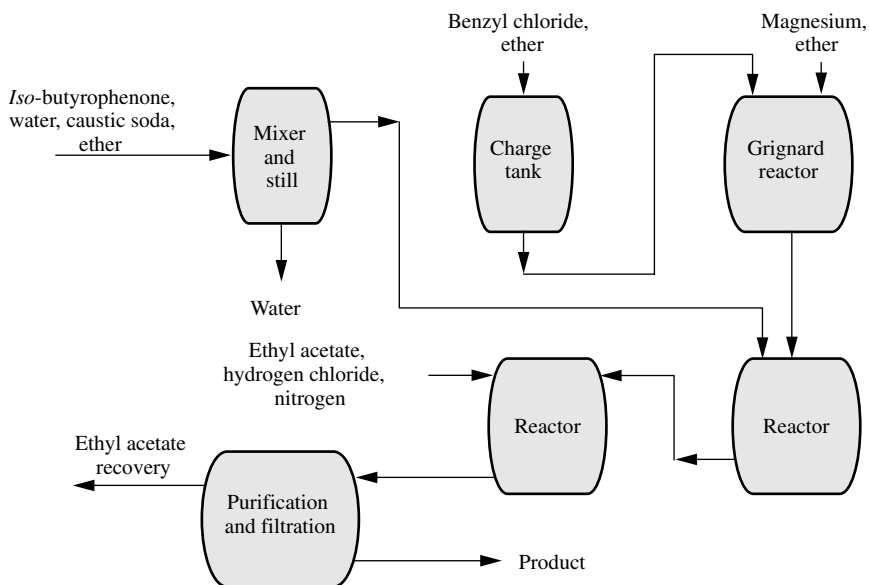 Benzyl chloride,
ether
Magnesium,
ether
Iso-butyrophenone,
water, caustic soda,
ether
Mixer
and
still
Charge
tank
Grignard
reactor
Water
Ethyl acetate,
hydrogen chloride,
nitrogen
Reactor
Reactor
Ethyl acetate
recovery
Purification
and filtration
Product